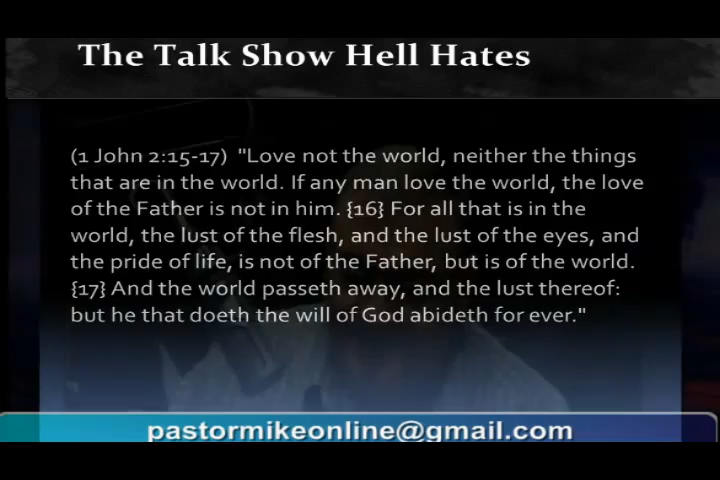 The Talk Show Hell Hates
(1 John 2:15-17)  "Love not the world, neither the things
that are in the world. If any man love the world, the love
of the Father is not in him. {16} For all that is in the
world, the lust of the flesh, and the lust of the eyes, and
the pride of life, is not of the Father, but is of the world.
{17} And the world passeth away, and the lust thereof:
but he that doeth the will of God abideth for ever."
pastormikeonline@gmail.com